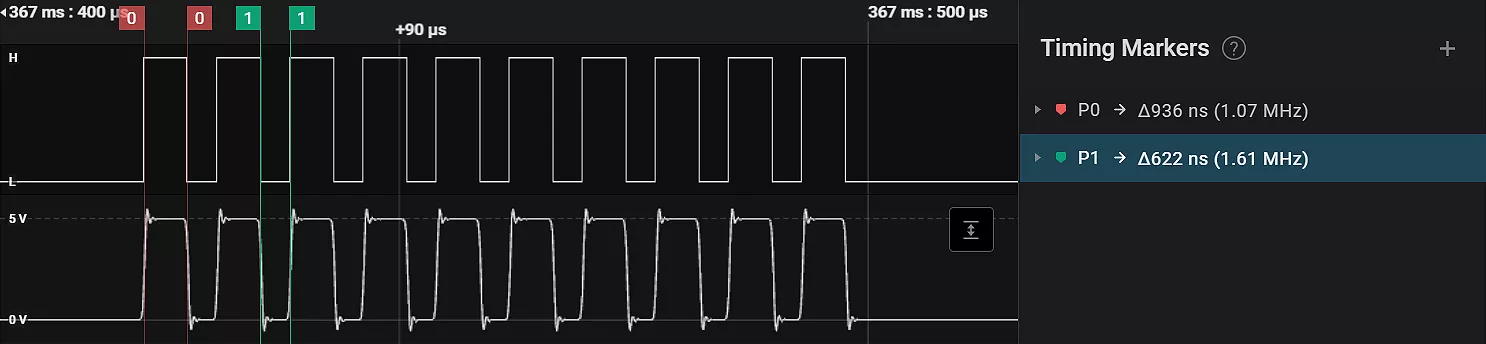 367 ms : 400 µs
0
0
1
1
+90 µs
367 ms : 500 µs
H
L
5 V
0 V
Timing Markers ?
+
P0 → Δ936 ns (1.07 MHz)
P1 → Δ622 ns (1.61 MHz)